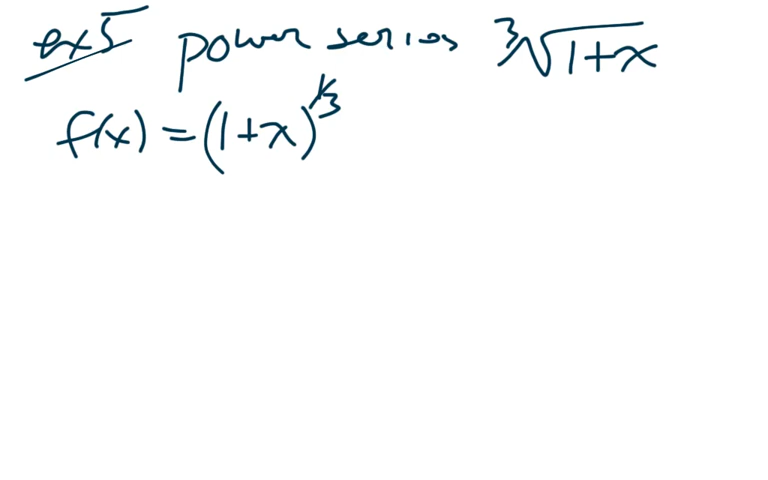 ex5 power series ∛(1+x)
f(x) = (1+x)^(1/3)